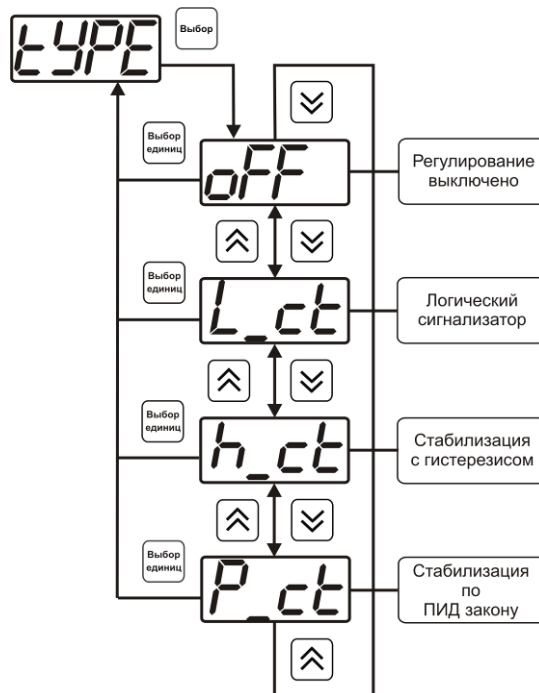 tYPE
Выбор
Выбор
единиц
oFF
Регулирование
выключено
Выбор
единиц
L_ct
Логический
сигнализатор
Выбор
единиц
h_ct
Стабилизация
с гистерезисом
Выбор
единиц
P_ct
Стабилизация
по
ПИД закону